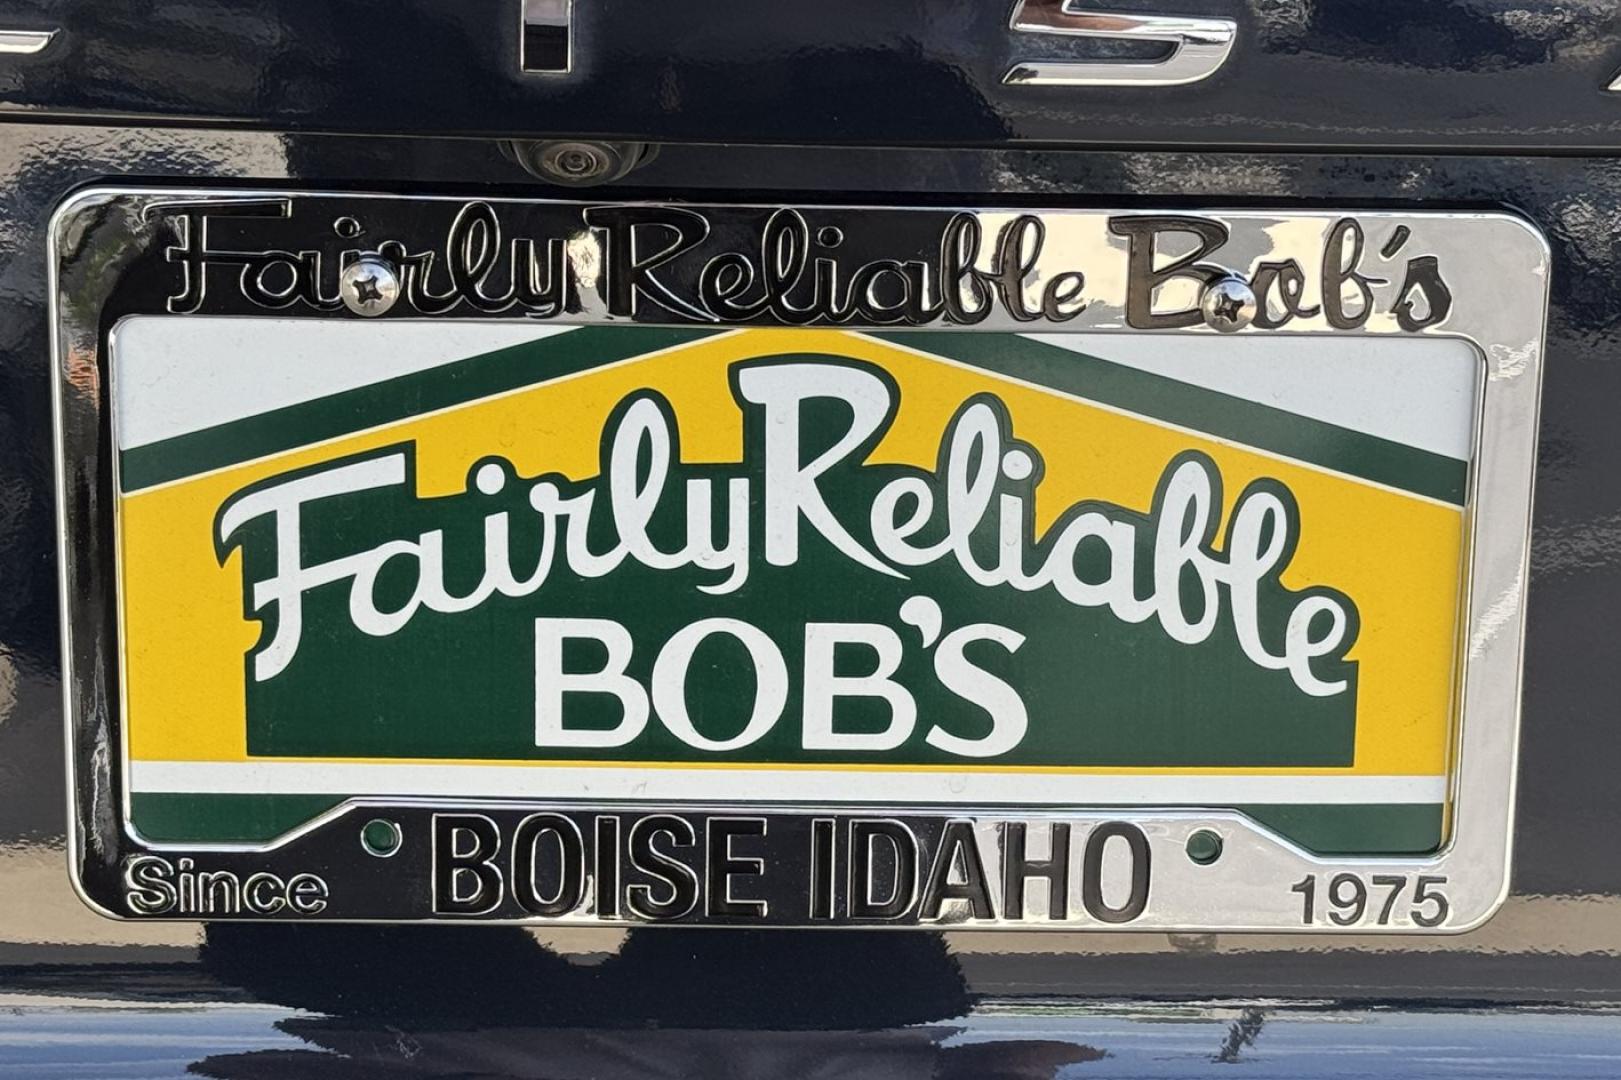 Fairly Reliable Bob's
Fairly Reliable
BOB'S
BOISE IDAHO
Since 1975